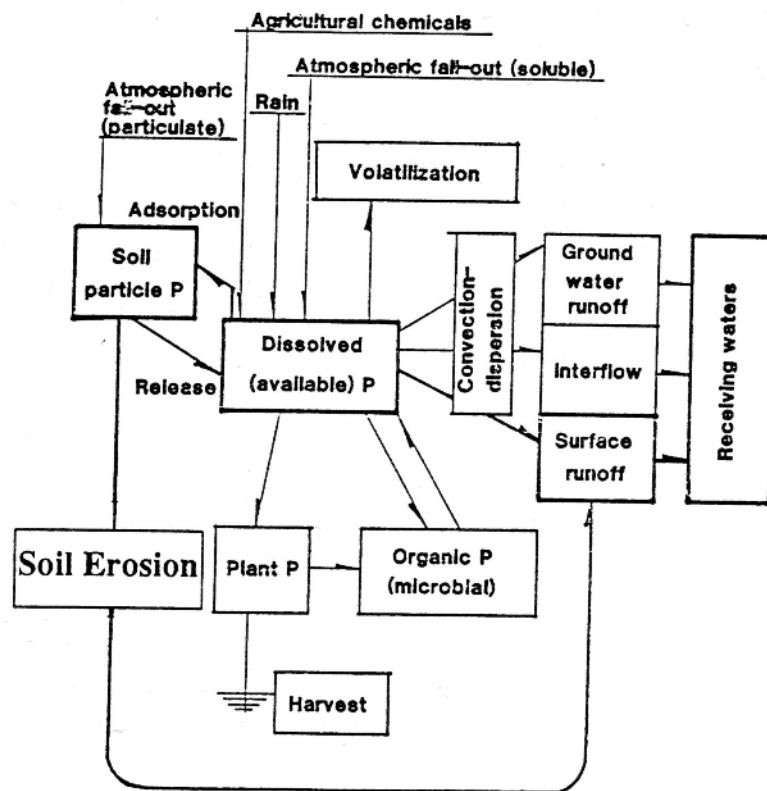 Agricultural chemicals
Atmospheric fall-out (soluble)
Atmospheric
fall-out
(particulate)
Rain
Volatilization
Adsorption
Soil
particle P
Release
Dissolved
(available) P
Convection-
dispersion
Ground
water
runoff
Interflow
Surface
runoff
Receiving waters
Soil Erosion
Plant P
Organic P
(microbial)
Harvest